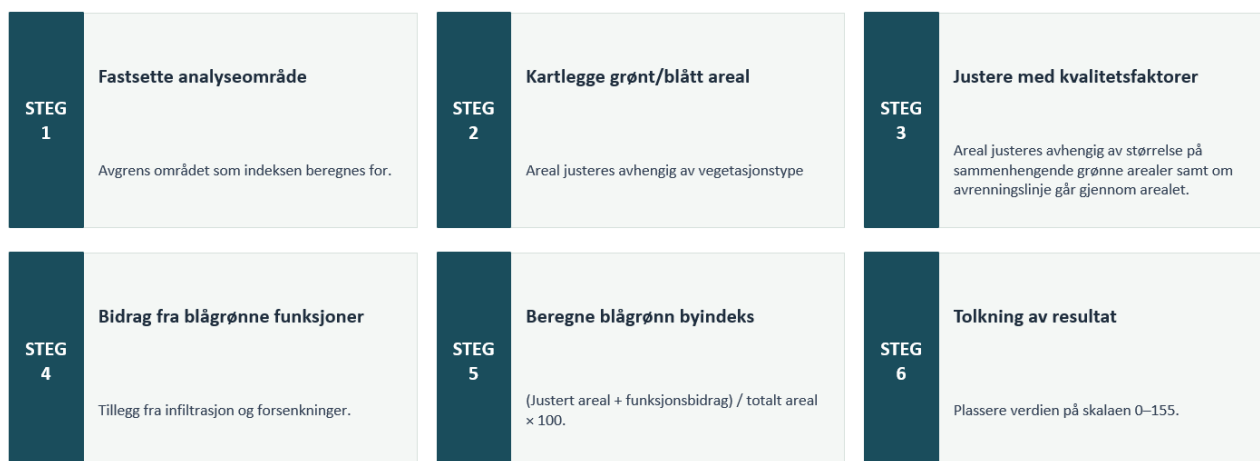 STEG
1
Fastsette analyseområde
Avgrens området som indeksen beregnes for.
STEG
2
Kartlegge grønt/blått areal
Areal justeres avhengig av vegetasjonstype
STEG
3
Justere med kvalitetsfaktorer
Areal justeres avhengig av størrelse på
sammenhengende grønne arealer samt om
avrenningslinje går gjennom arealet.
STEG
4
Bidrag fra blågrønne funksjoner
Tillegg fra infiltrasjon og forsenkninger.
STEG
5
Beregne blågrønn byindeks
(Justert areal + funksjonsbidrag) / totalt areal
× 100.
STEG
6
Tolkning av resultat
Plassere verdien på skalaen 0–155.